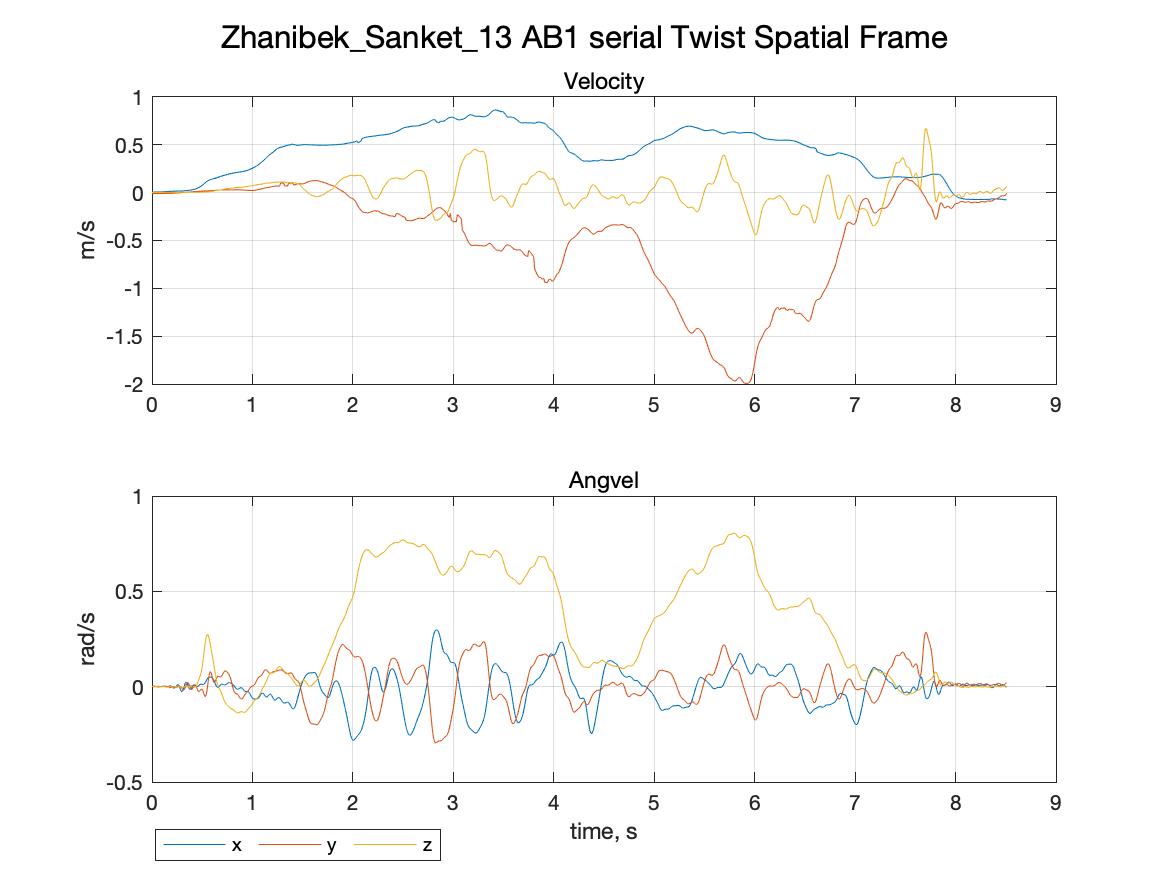 Zhanibek_Sanket_13 AB1 serial Twist Spatial Frame
Velocity
1
0.5
0
-0.5
-1
-1.5
-2
m/s
0 1 2 3 4 5 6 7 8 9
Angvel
1
0.5
0
-0.5
rad/s
0 1 2 3 4 5 6 7 8 9
time, s
x y z